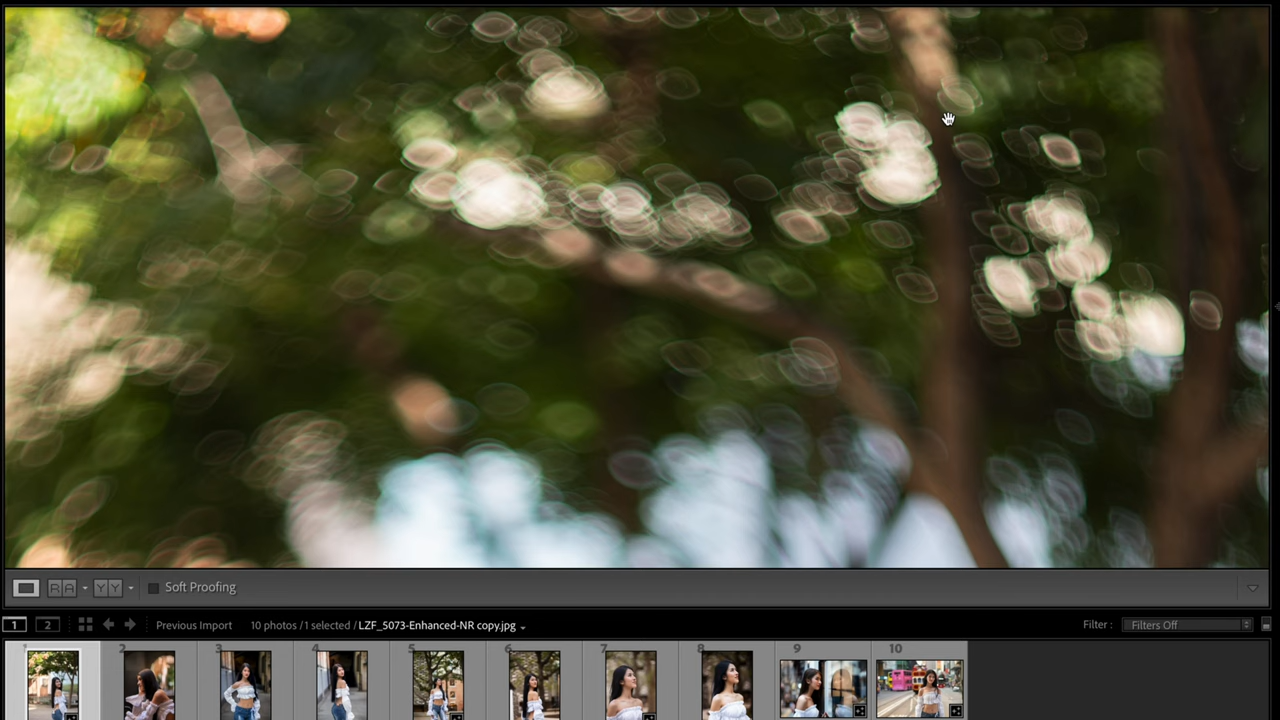 R A Y Y Soft Proofing
1 2 Previous Import 10 photos / 1 selected / LZF_5073-Enhanced-NR copy.jpg Filter : Filters Off
1 2 3 4 5 6 7 8 9 10